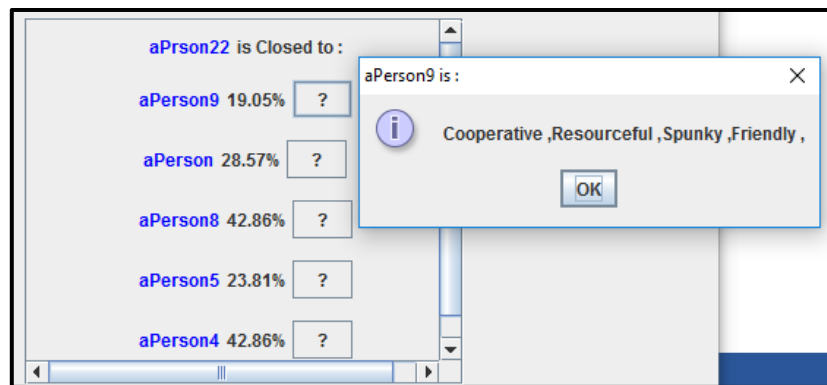 aPrson22 is Closed to :
aPerson9 19.05% ?
aPerson 28.57% ?
aPerson8 42.86% ?
aPerson5 23.81% ?
aPerson4 42.86% ?
aPerson9 is :
Cooperative ,Resourceful ,Spunky ,Friendly ,
OK